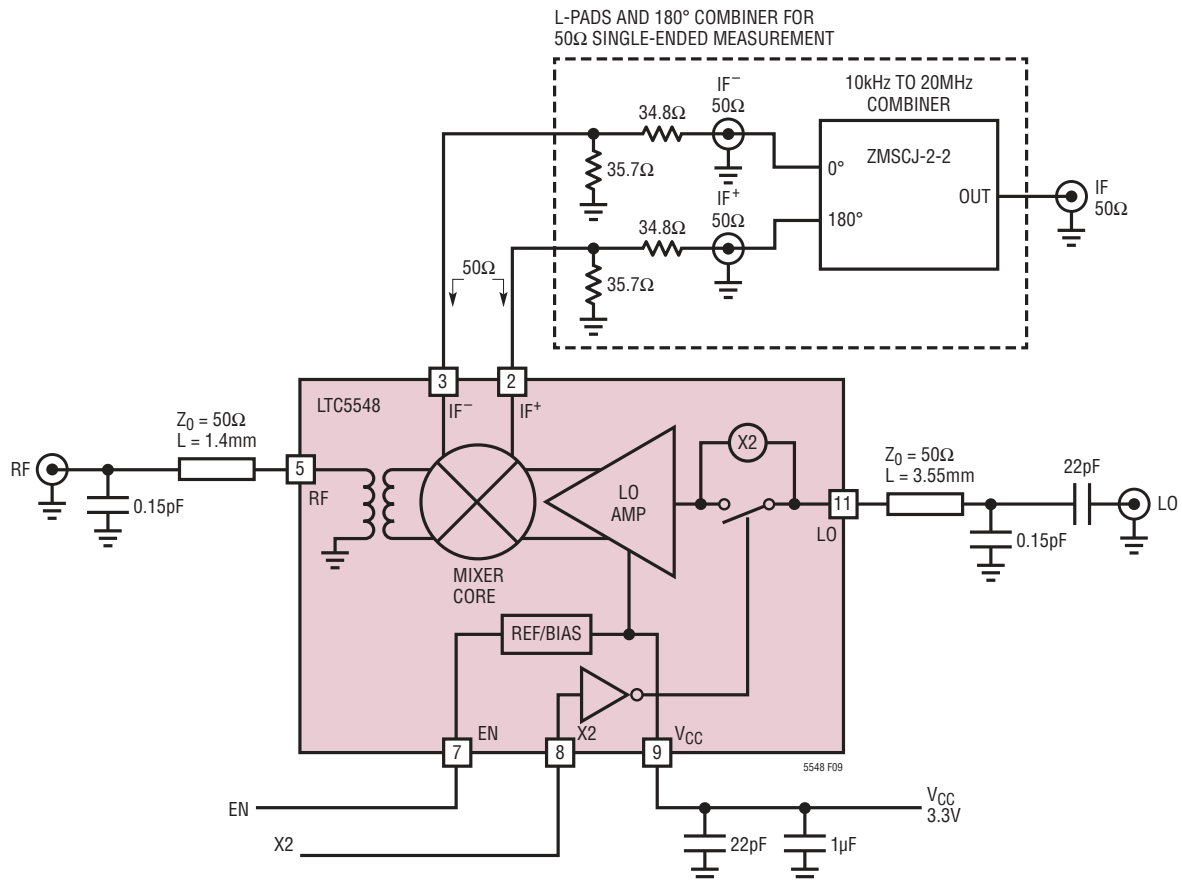 L-PADS AND 180° COMBINER FOR
50Ω SINGLE-ENDED MEASUREMENT
IF–
50Ω
10kHz TO 20MHz
COMBINER
34.8Ω
ZMSCJ-2-2
0°
35.7Ω
IF+
50Ω
OUT
IF
50Ω
34.8Ω
180°
50Ω
35.7Ω
3
2
LTC5548
IF–
IF+
Z0 = 50Ω
L = 1.4mm
X2
Z0 = 50Ω
L = 3.55mm
22pF
RF
5
RF
0.15pF
LO
AMP
11
LO
LO
0.15pF
MIXER
CORE
REF/BIAS
EN
X2
VCC
7
8
9
5548 F09
EN
VCC
3.3V
X2
22pF
1µF